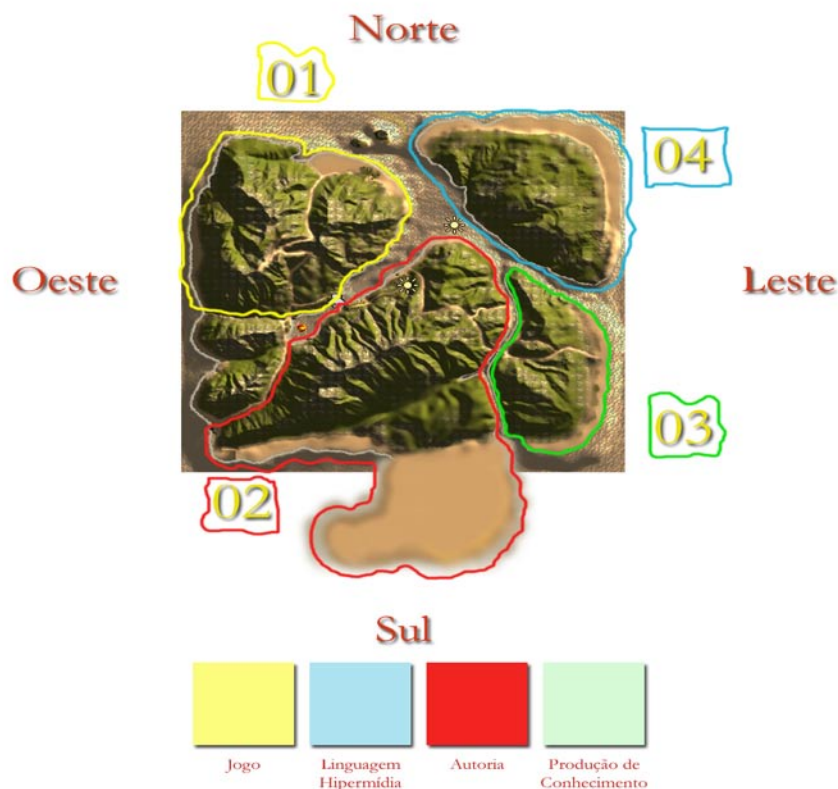 Norte
01
04
Oeste
Leste
03
02
Sul
Jogo
Linguagem
Hipermídia
Autoria
Produção de
Conhecimento